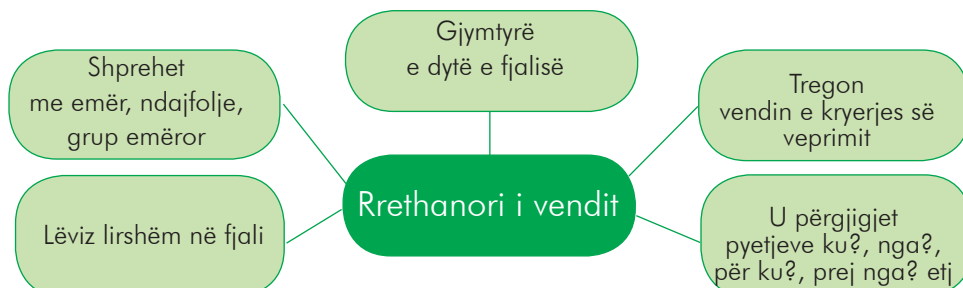 Gjymtyrë
e dytë e fjalisë
Shprehet
me emër, ndajfolje,
grup emëror
Tregon
vendin e kryerjes së
veprimit
Rrethanori i vendit
Lëviz lirshëm në fjali
U përgjigjet
pyetjeve ku?, nga?,
për ku?, prej nga? etj